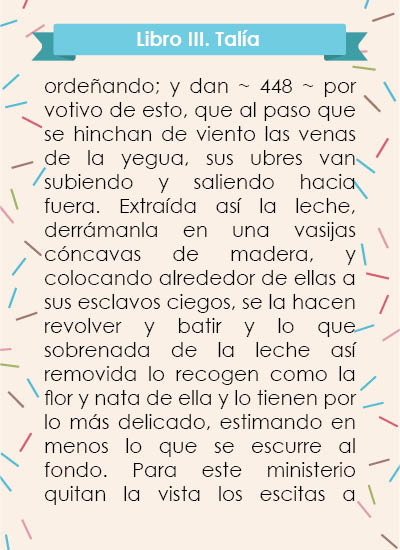 Libro III. Talía
ordeñando; y dan ~ 448 ~ por
votivo de esto, que al paso que
se hinchan de viento las venas
de la yegua, sus ubres van
subiendo y saliendo hacia
fuera. Extraída así la leche,
derrámanla en una vasijas
cóncavas de madera, y
colocando alrededor de ellas a
sus esclavos ciegos, se la hacen
revolver y batir y lo que
sobrenada de la leche así
removida lo recogen como la
flor y nata de ella y lo tienen por
lo más delicado, estimando en
menos lo que se escurre al
fondo. Para este ministerio
quitan la vista los escitas a